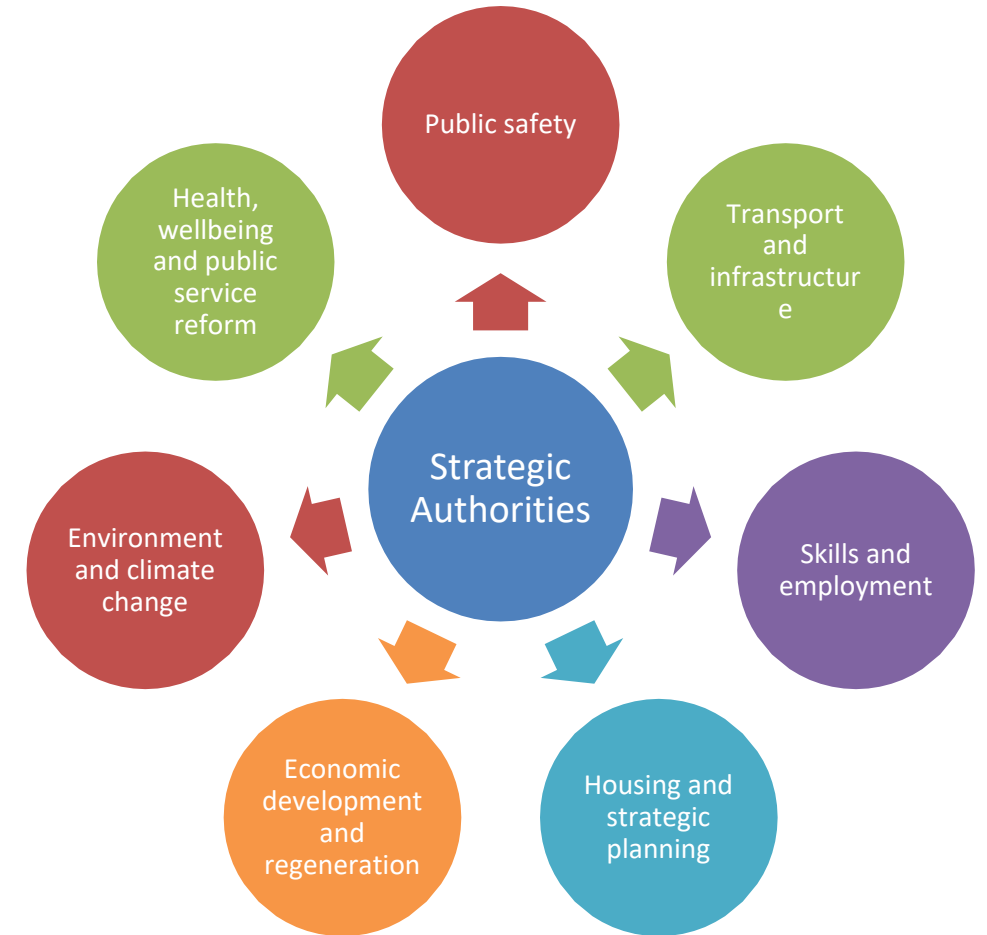 Public safety
Transport
and
infrastructur
e
Skills and
employment
Housing and
strategic
planning
Economic
development
and
regeneration
Environment
and climate
change
Health,
wellbeing
and public
service
reform
Strategic
Authorities